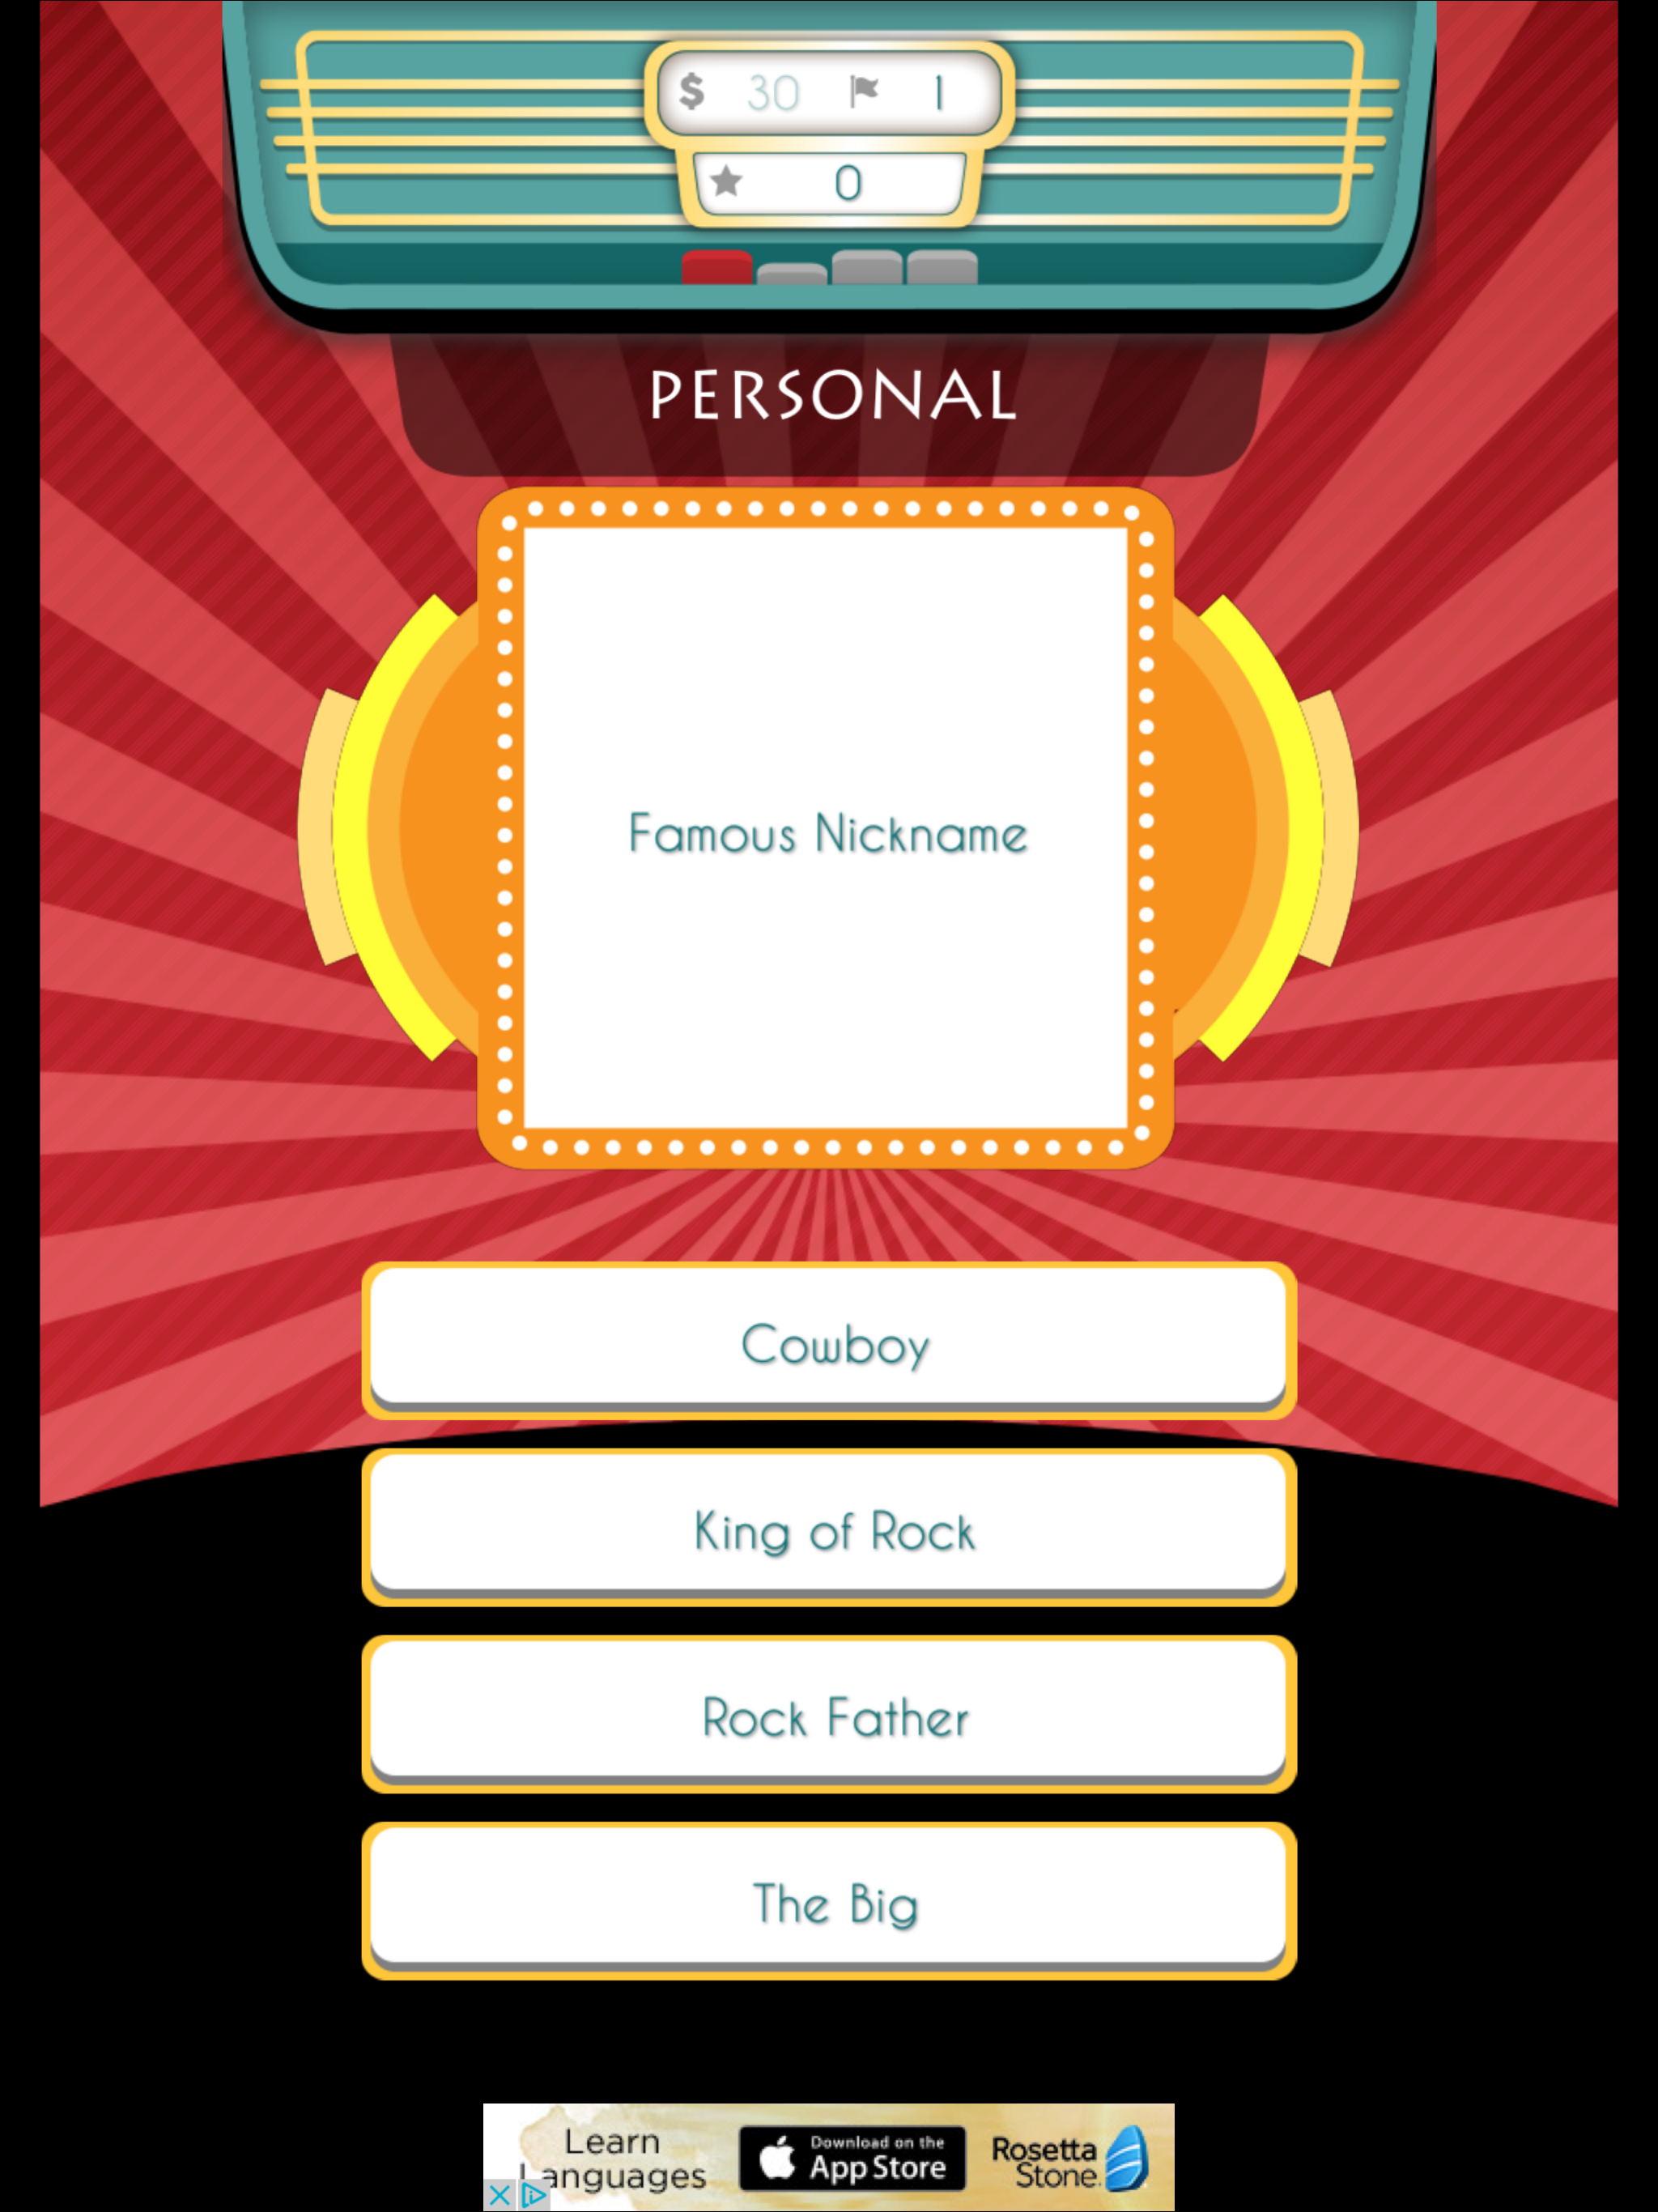 $ 30 1
0
PERSONAL
Famous Nickname
Cowboy
King of Rock
Rock Father
The Big
Learn
Languages
Download on the
App Store
Rosetta
Stone.